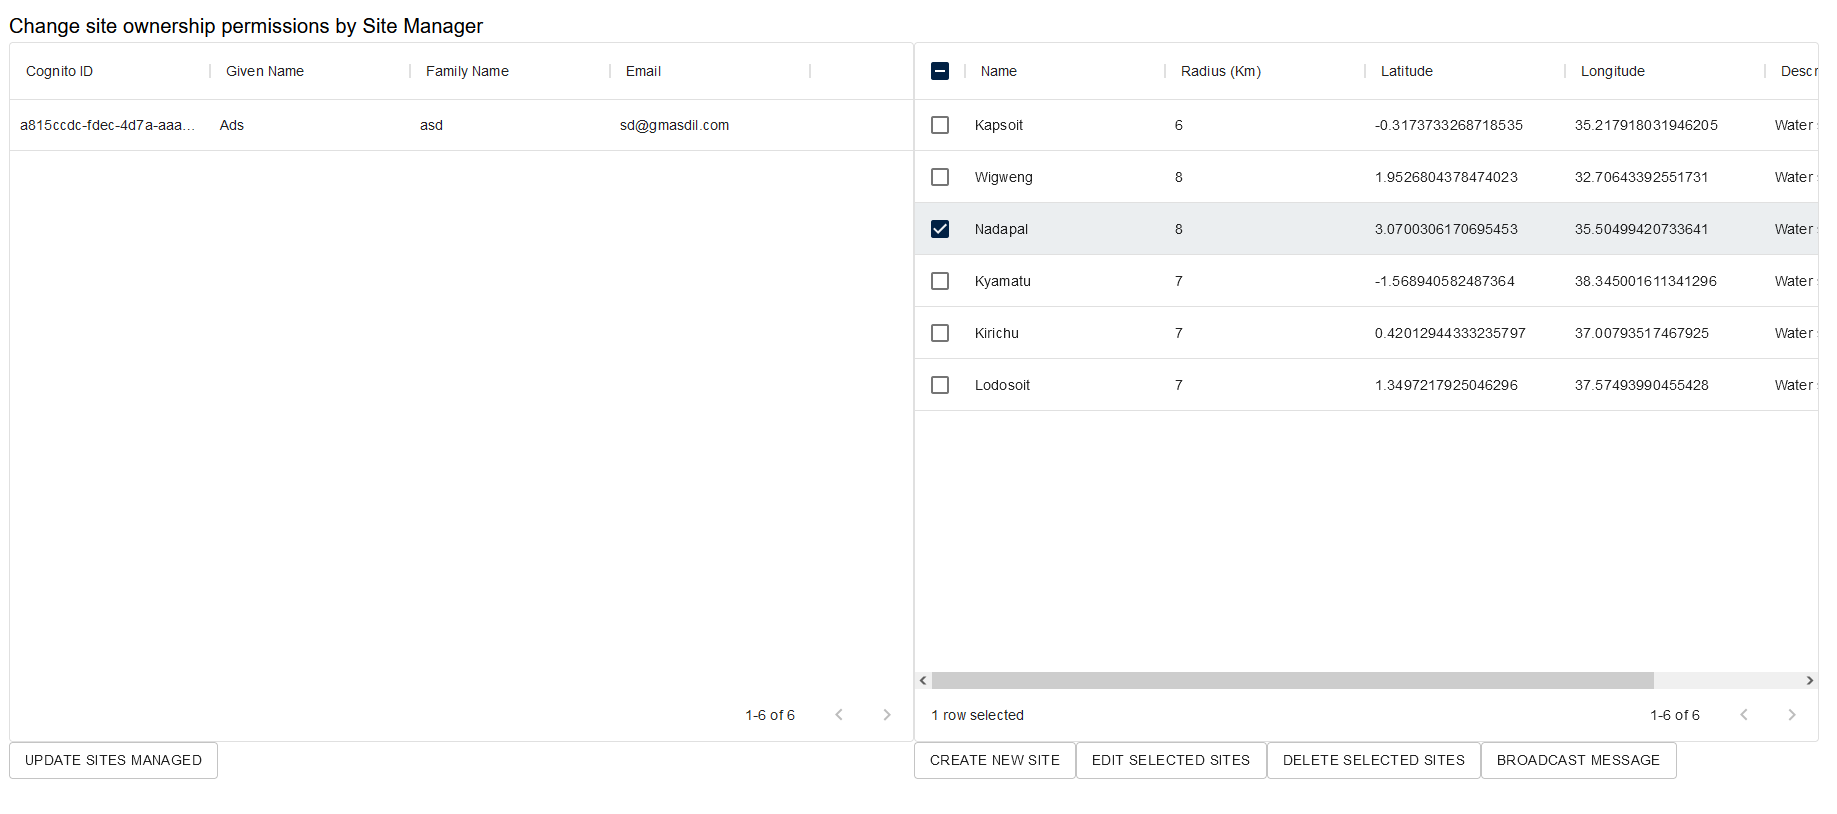 Change site ownership permissions by Site Manager
Cognito ID Given Name Family Name Email
a815ccdc-fdec-4d7a-aaa... Ads asd sd@gmasdil.com
1-6 of 6
UPDATE SITES MANAGED
Name Radius (Km) Latitude Longitude Descr
Kapsoit 6 -0.3173733268718535 35.217918031946205 Water
Wigweng 8 1.9526804378474023 32.70643392551731 Water
Nadapal 8 3.0700306170695453 35.50499420733641 Water
Kyamatu 7 -1.568940582487364 38.345001611341296 Water
Kirichu 7 0.42012944333235797 37.00793517467925 Water
Lodosoit 7 1.3497217925046296 37.57493990455428 Water
1 row selected 1-6 of 6
CREATE NEW SITE EDIT SELECTED SITES DELETE SELECTED SITES BROADCAST MESSAGE